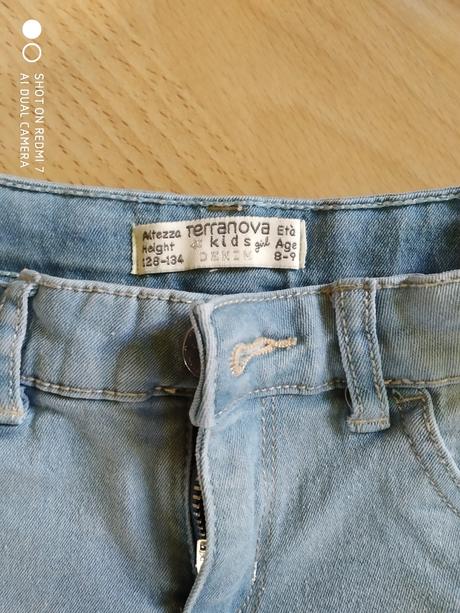 SHOT ON REDMI 7
AI DUAL CAMERA
Altezza
Height
128-134
Terranova
kids girl
DENIM
Età
Age
8-9